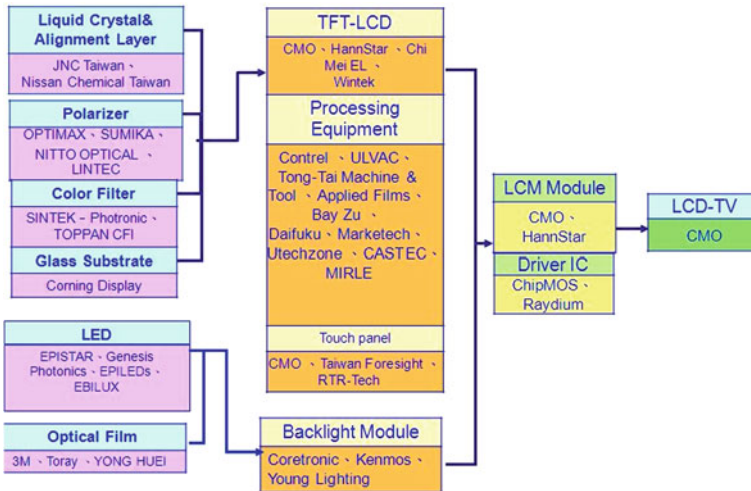 Liquid Crystal&
Alignment Layer
JNC Taiwan、
Nissan Chemical Taiwan
Polarizer
OPTIMAX、SUMIKA、
NITTO OPTICAL、
LINTEC
Color Filter
SINTEK – Photronic、
TOPPAN CFI
Glass Substrate
Corning Display
LED
EPISTAR、Genesis
Photonics、EPILEDs、
EBILUX
Optical Film
3M、Toray、YONG HUEI
TFT-LCD
CMO、HannStar、Chi
Mei EL、
Wintek
Processing
Equipment
Contrel、ULVAC、
Tong-Tai Machine &
Tool、Applied Films、
Bay Zu、
Daifuku、Marketech、
Utechzone、CASTEC、
MIRLE
Touch panel
CMO、Taiwan Foresight、
RTR-Tech
Backlight Module
Coretronic、Kenmos、
Young Lighting
LCM Module
CMO、
HannStar
Driver IC
ChipMOS、
Raydium
LCD-TV
CMO